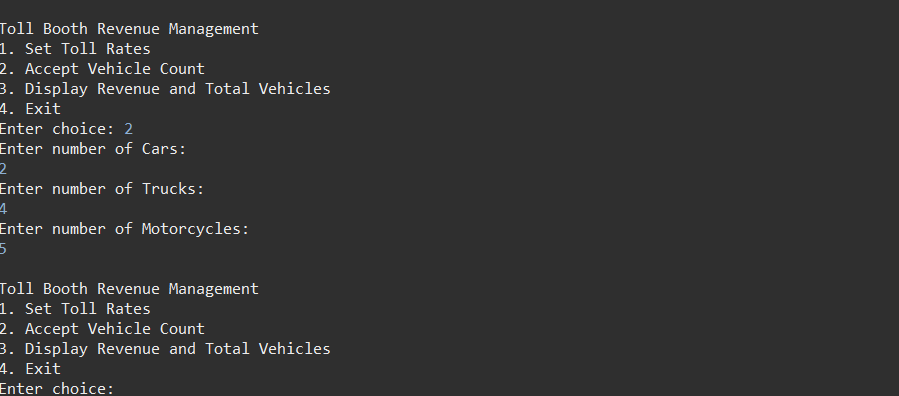 Toll Booth Revenue Management
1. Set Toll Rates
2. Accept Vehicle Count
3. Display Revenue and Total Vehicles
4. Exit
Enter choice: 2
Enter number of Cars:
2
Enter number of Trucks:
4
Enter number of Motorcycles:
5
Toll Booth Revenue Management
1. Set Toll Rates
2. Accept Vehicle Count
3. Display Revenue and Total Vehicles
4. Exit
Enter choice: